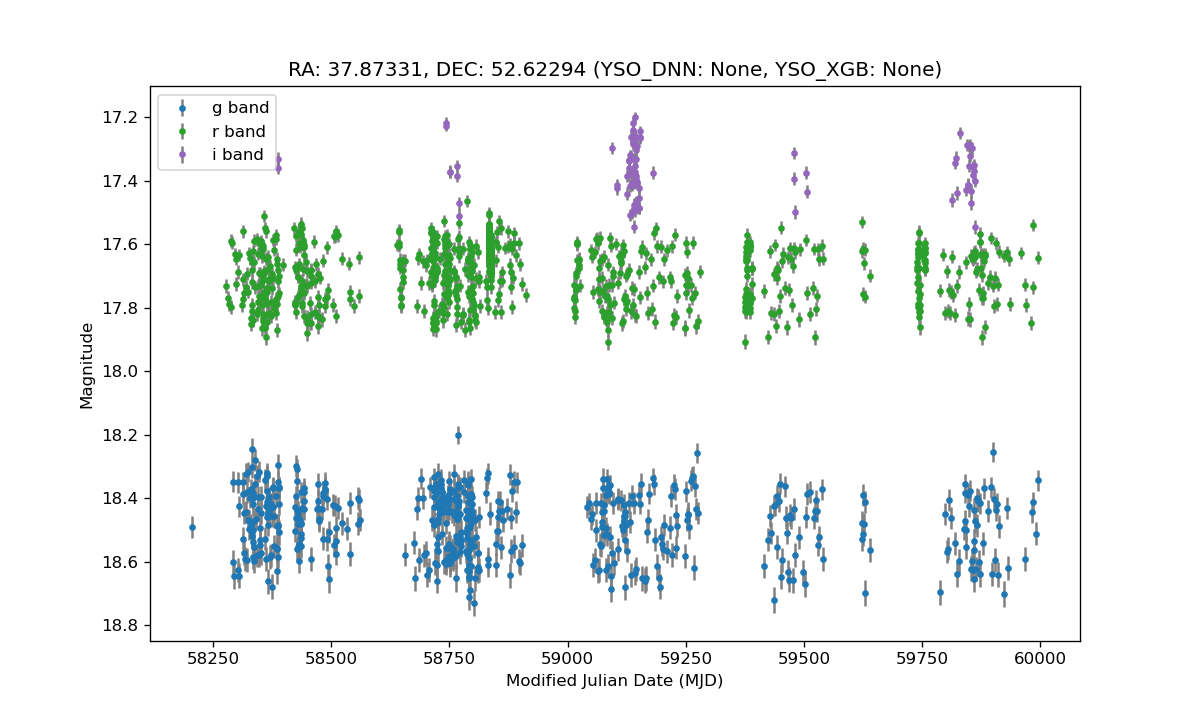 RA: 37.87331, DEC: 52.62294 (YSO_DNN: None, YSO_XGB: None)
g band
r band
i band
17.2
17.4
17.6
17.8
18.0
18.2
18.4
18.6
18.8
Magnitude
58250 58500 58750 59000 59250 59500 59750 60000
Modified Julian Date (MJD)